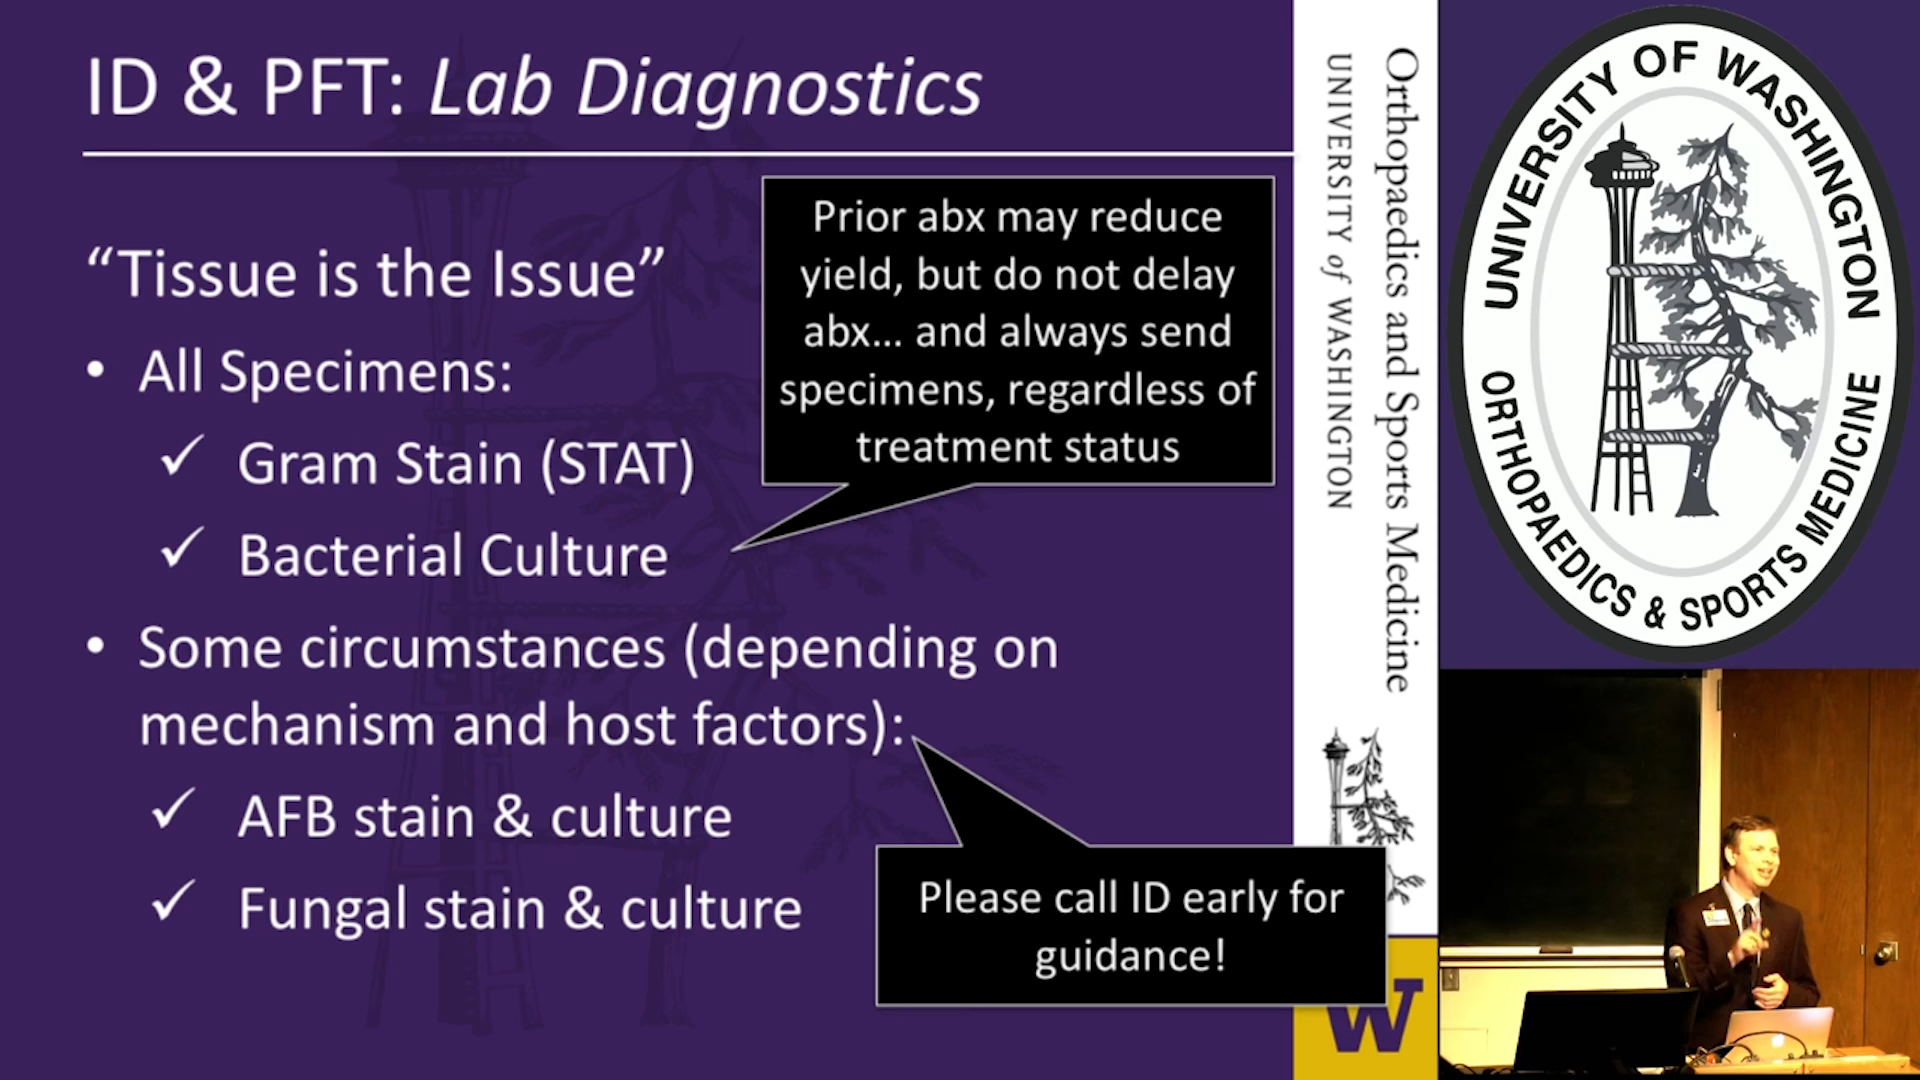 ID & PFT: Lab Diagnostics
“Tissue is the Issue”
• All Specimens:
✓ Gram Stain (STAT)
✓ Bacterial Culture
• Some circumstances (depending on
mechanism and host factors):
✓ AFB stain & culture
✓ Fungal stain & culture
Prior abx may reduce
yield, but do not delay
abx... and always send
specimens, regardless of
treatment status
Please call ID early for
guidance!
Orthopaedics and Sports Medicine
UNIVERSITY of WASHINGTON
W
UNIVERSITY OF WASHINGTON
ORTHOPAEDICS & SPORTS MEDICINE